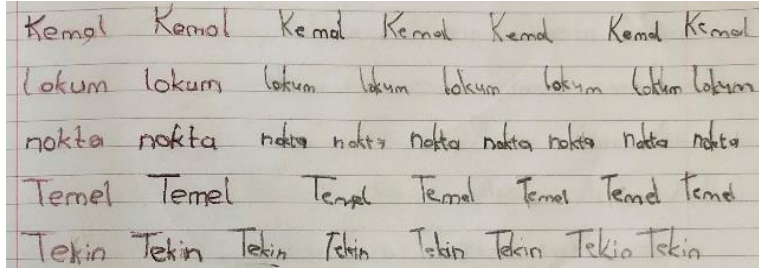 Kemal Kemal Kemal Kemal Kemal Kemal Kemal
lokum lokum lokum lokum lokum lokum lokum lokum
nokta nokta nokta nokta nokta nokta nokta nokta nokta
Temel Temel Temel Temel Temel Temel Temel
Tekin Tekin Tekin Tekin Tekin Tekin Tekin Tekin